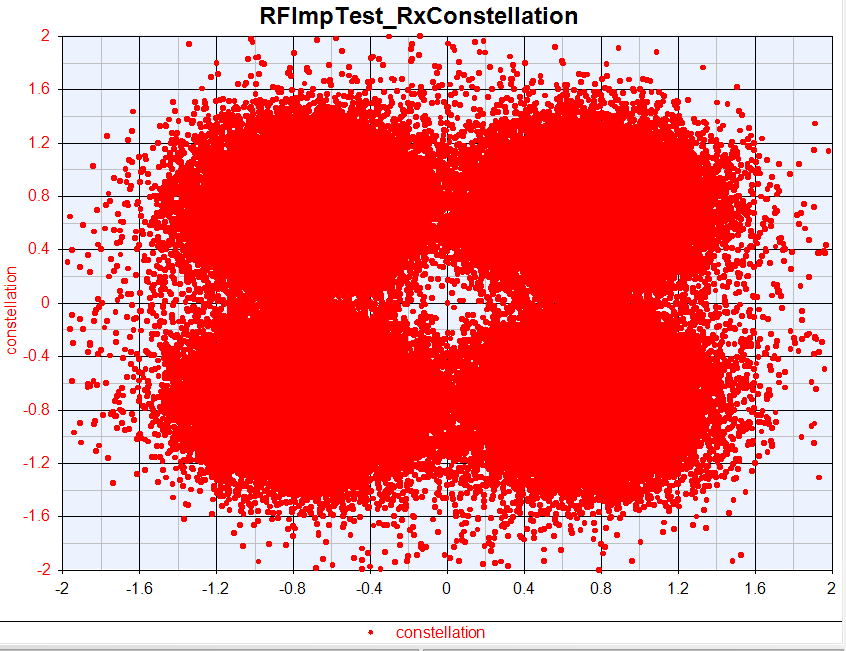 RFImpTest_RxConstellation
2
1.6
1.2
0.8
0.4
0
-0.4
-0.8
-1.2
-1.6
-2
constellation
-2 -1.6 -1.2 -0.8 -0.4 0 0.4 0.8 1.2 1.6 2
constellation